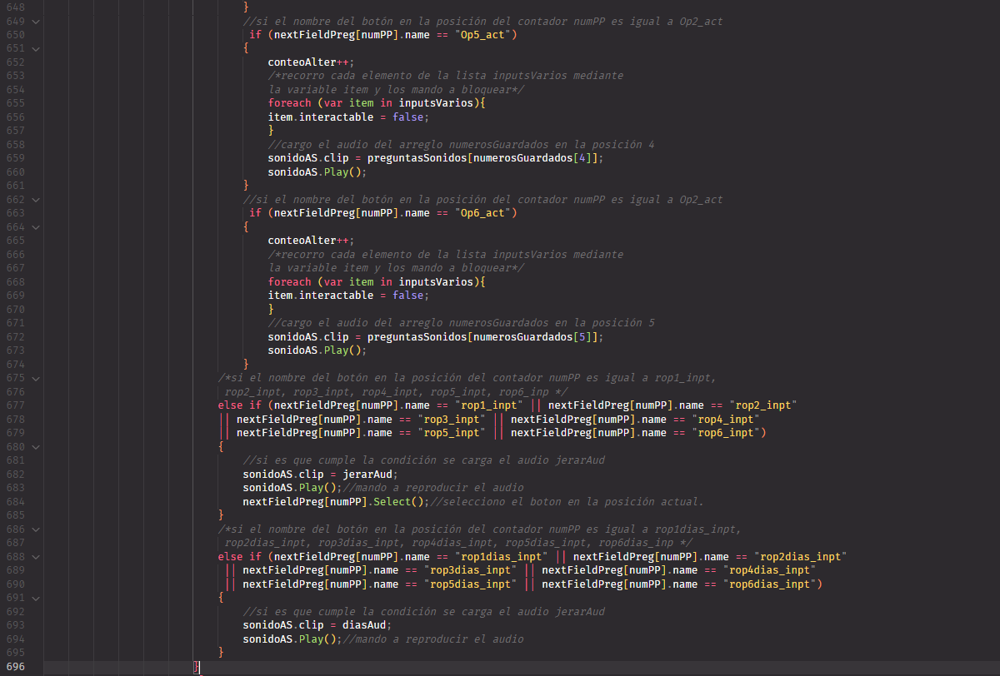 648 }
649 //si el nombre del botón en la posición del contador numPP es igual a Op2_act
650 if (nextFieldPreg[numPP].name == "Op5_act")
651 {
652 conteoAlter++;
653 /*recorro cada elemento de la lista inputsVarios mediante
654 la variable item y los mando a bloquear*/
655 foreach (var item in inputsVarios){
656 item.interactable = false;
657 }
658 //cargo el audio del arreglo numerosGuardados en la posición 4
659 sonidoAS.clip = preguntasSonidos[numerosGuardados[4]];
660 sonidoAS.Play();
661 }
662 //si el nombre del botón en la posición del contador numPP es igual a Op2_act
663 if (nextFieldPreg[numPP].name == "Op6_act")
664 {
665 conteoAlter++;
666 /*recorro cada elemento de la lista inputsVarios mediante
667 la variable item y los mando a bloquear*/
668 foreach (var item in inputsVarios){
669 item.interactable = false;
670 }
671 //cargo el audio del arreglo numerosGuardados en la posición 5
672 sonidoAS.clip = preguntasSonidos[numerosGuardados[5]];
673 sonidoAS.Play();
674 }
675 /*si el nombre del botón en la posición del contador numPP es igual a rop1_inpt,
676 rop2_inpt, rop3_inpt, rop4_inpt, rop5_inpt, rop6_inp */
677 else if (nextFieldPreg[numPP].name == "rop1_inpt" || nextFieldPreg[numPP].name == "rop2_inpt"
678 || nextFieldPreg[numPP].name == "rop3_inpt" || nextFieldPreg[numPP].name == "rop4_inpt"
679 || nextFieldPreg[numPP].name == "rop5_inpt" || nextFieldPreg[numPP].name == "rop6_inpt")
680 {
681 //si es que cumple la condición se carga el audio jerarAud
682 sonidoAS.clip = jerarAud;
683 sonidoAS.Play();//mando a reproducir el audio
684 nextFieldPreg[numPP].Select();//selecciono el boton en la posición actual.
685 }
686 /*si el nombre del botón en la posición del contador numPP es igual a rop1dias_inpt,
687 rop2dias_inpt, rop3dias_inpt, rop4dias_inpt, rop5dias_inpt, rop6dias_inp */
688 else if (nextFieldPreg[numPP].name == "rop1dias_inpt" || nextFieldPreg[numPP].name == "rop2dias_inpt"
689 || nextFieldPreg[numPP].name == "rop3dias_inpt" || nextFieldPreg[numPP].name == "rop4dias_inpt"
690 || nextFieldPreg[numPP].name == "rop5dias_inpt" || nextFieldPreg[numPP].name == "rop6dias_inpt")
691 {
692 //si es que cumple la condición se carga el audio jerarAud
693 sonidoAS.clip = diasAud;
694 sonidoAS.Play();//mando a reproducir el audio
695 }
696 }